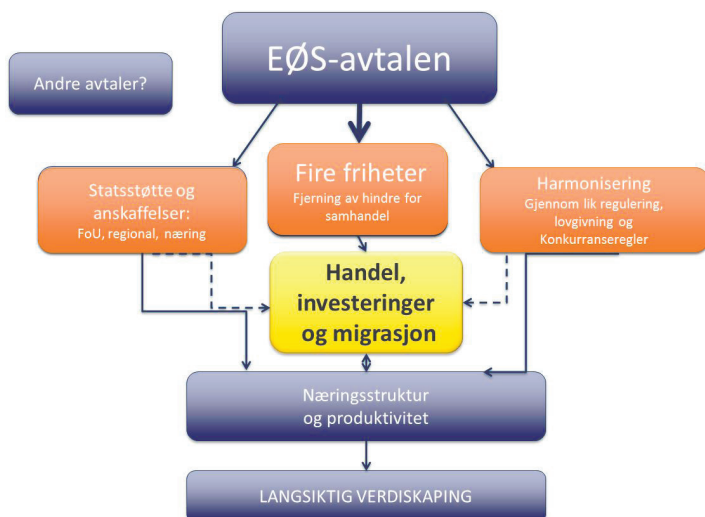 EØS-avtalen
Andre avtaler?
Statsstøtte og
anskaffelser:
FoU, regional, næring
Fire friheter
Fjerning av hindre for
samhandel
Harmonisering
Gjennom lik regulering,
lovgivning og
Konkurranseregler
Handel,
investeringer
og migrasjon
Næringsstruktur
og produktivitet
LANGSIKTIG VERDISKAPING